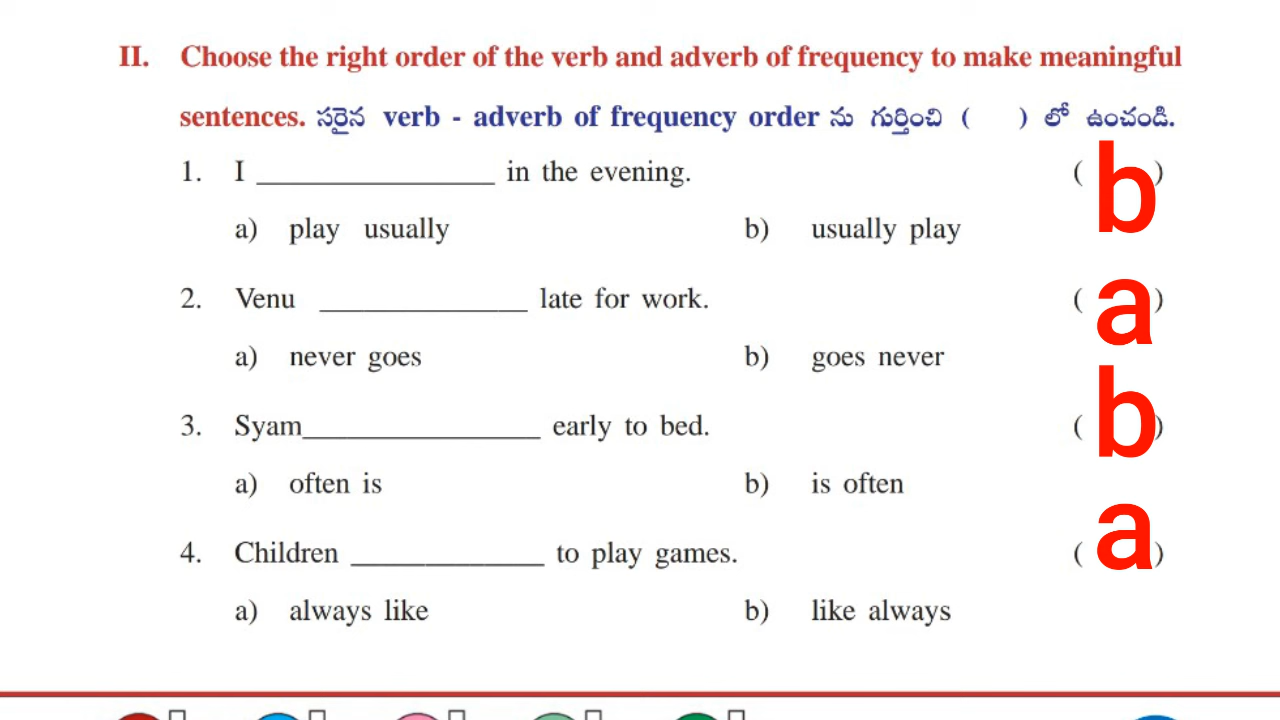 II. Choose the right order of the verb and adverb of frequency to make meaningful
sentences. సరైన verb - adverb of frequency order ను గుర్తించి ( ) లో ఉంచండి.
1. I ________________ in the evening. ( b )
a) play usually b) usually play
2. Venu ______________ late for work. ( a )
a) never goes b) goes never
3. Syam________________ early to bed. ( b )
a) often is b) is often
4. Children _____________ to play games. ( a )
a) always like b) like always